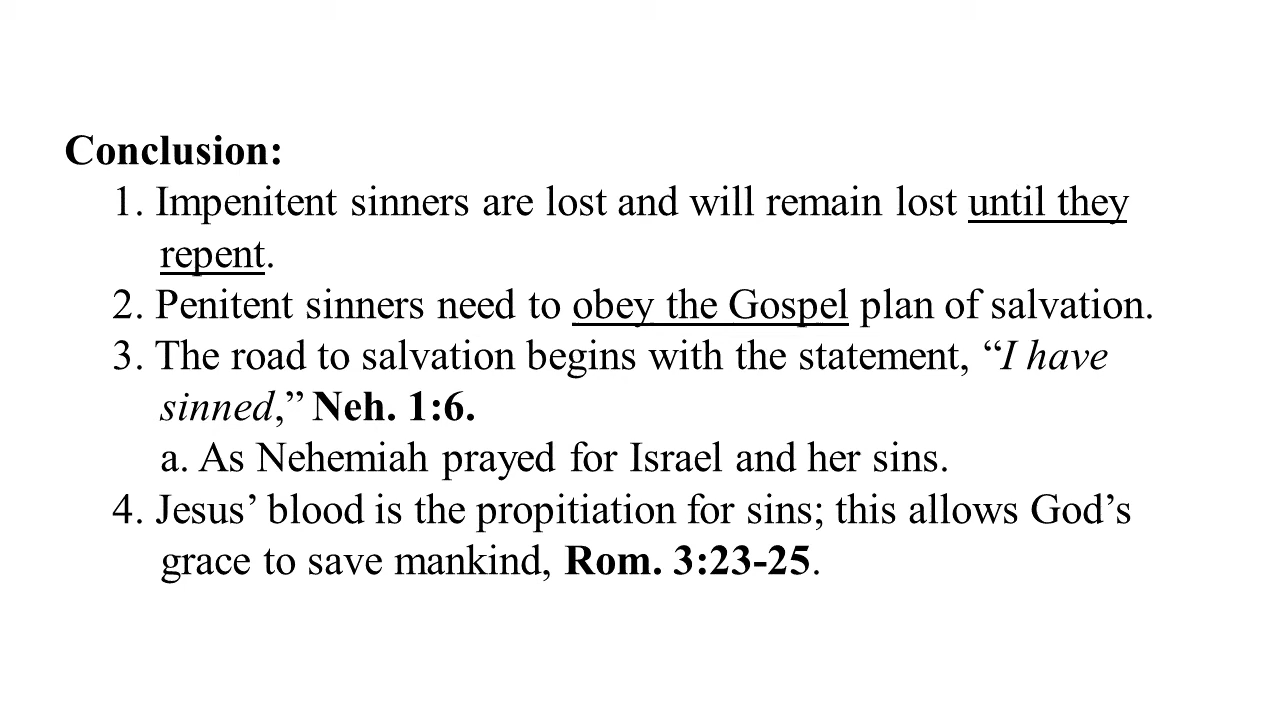 Conclusion:
1. Impenitent sinners are lost and will remain lost until they
repent.
2. Penitent sinners need to obey the Gospel plan of salvation.
3. The road to salvation begins with the statement, “I have
sinned,” Neh. 1:6.
a. As Nehemiah prayed for Israel and her sins.
4. Jesus’ blood is the propitiation for sins; this allows God’s
grace to save mankind, Rom. 3:23-25.